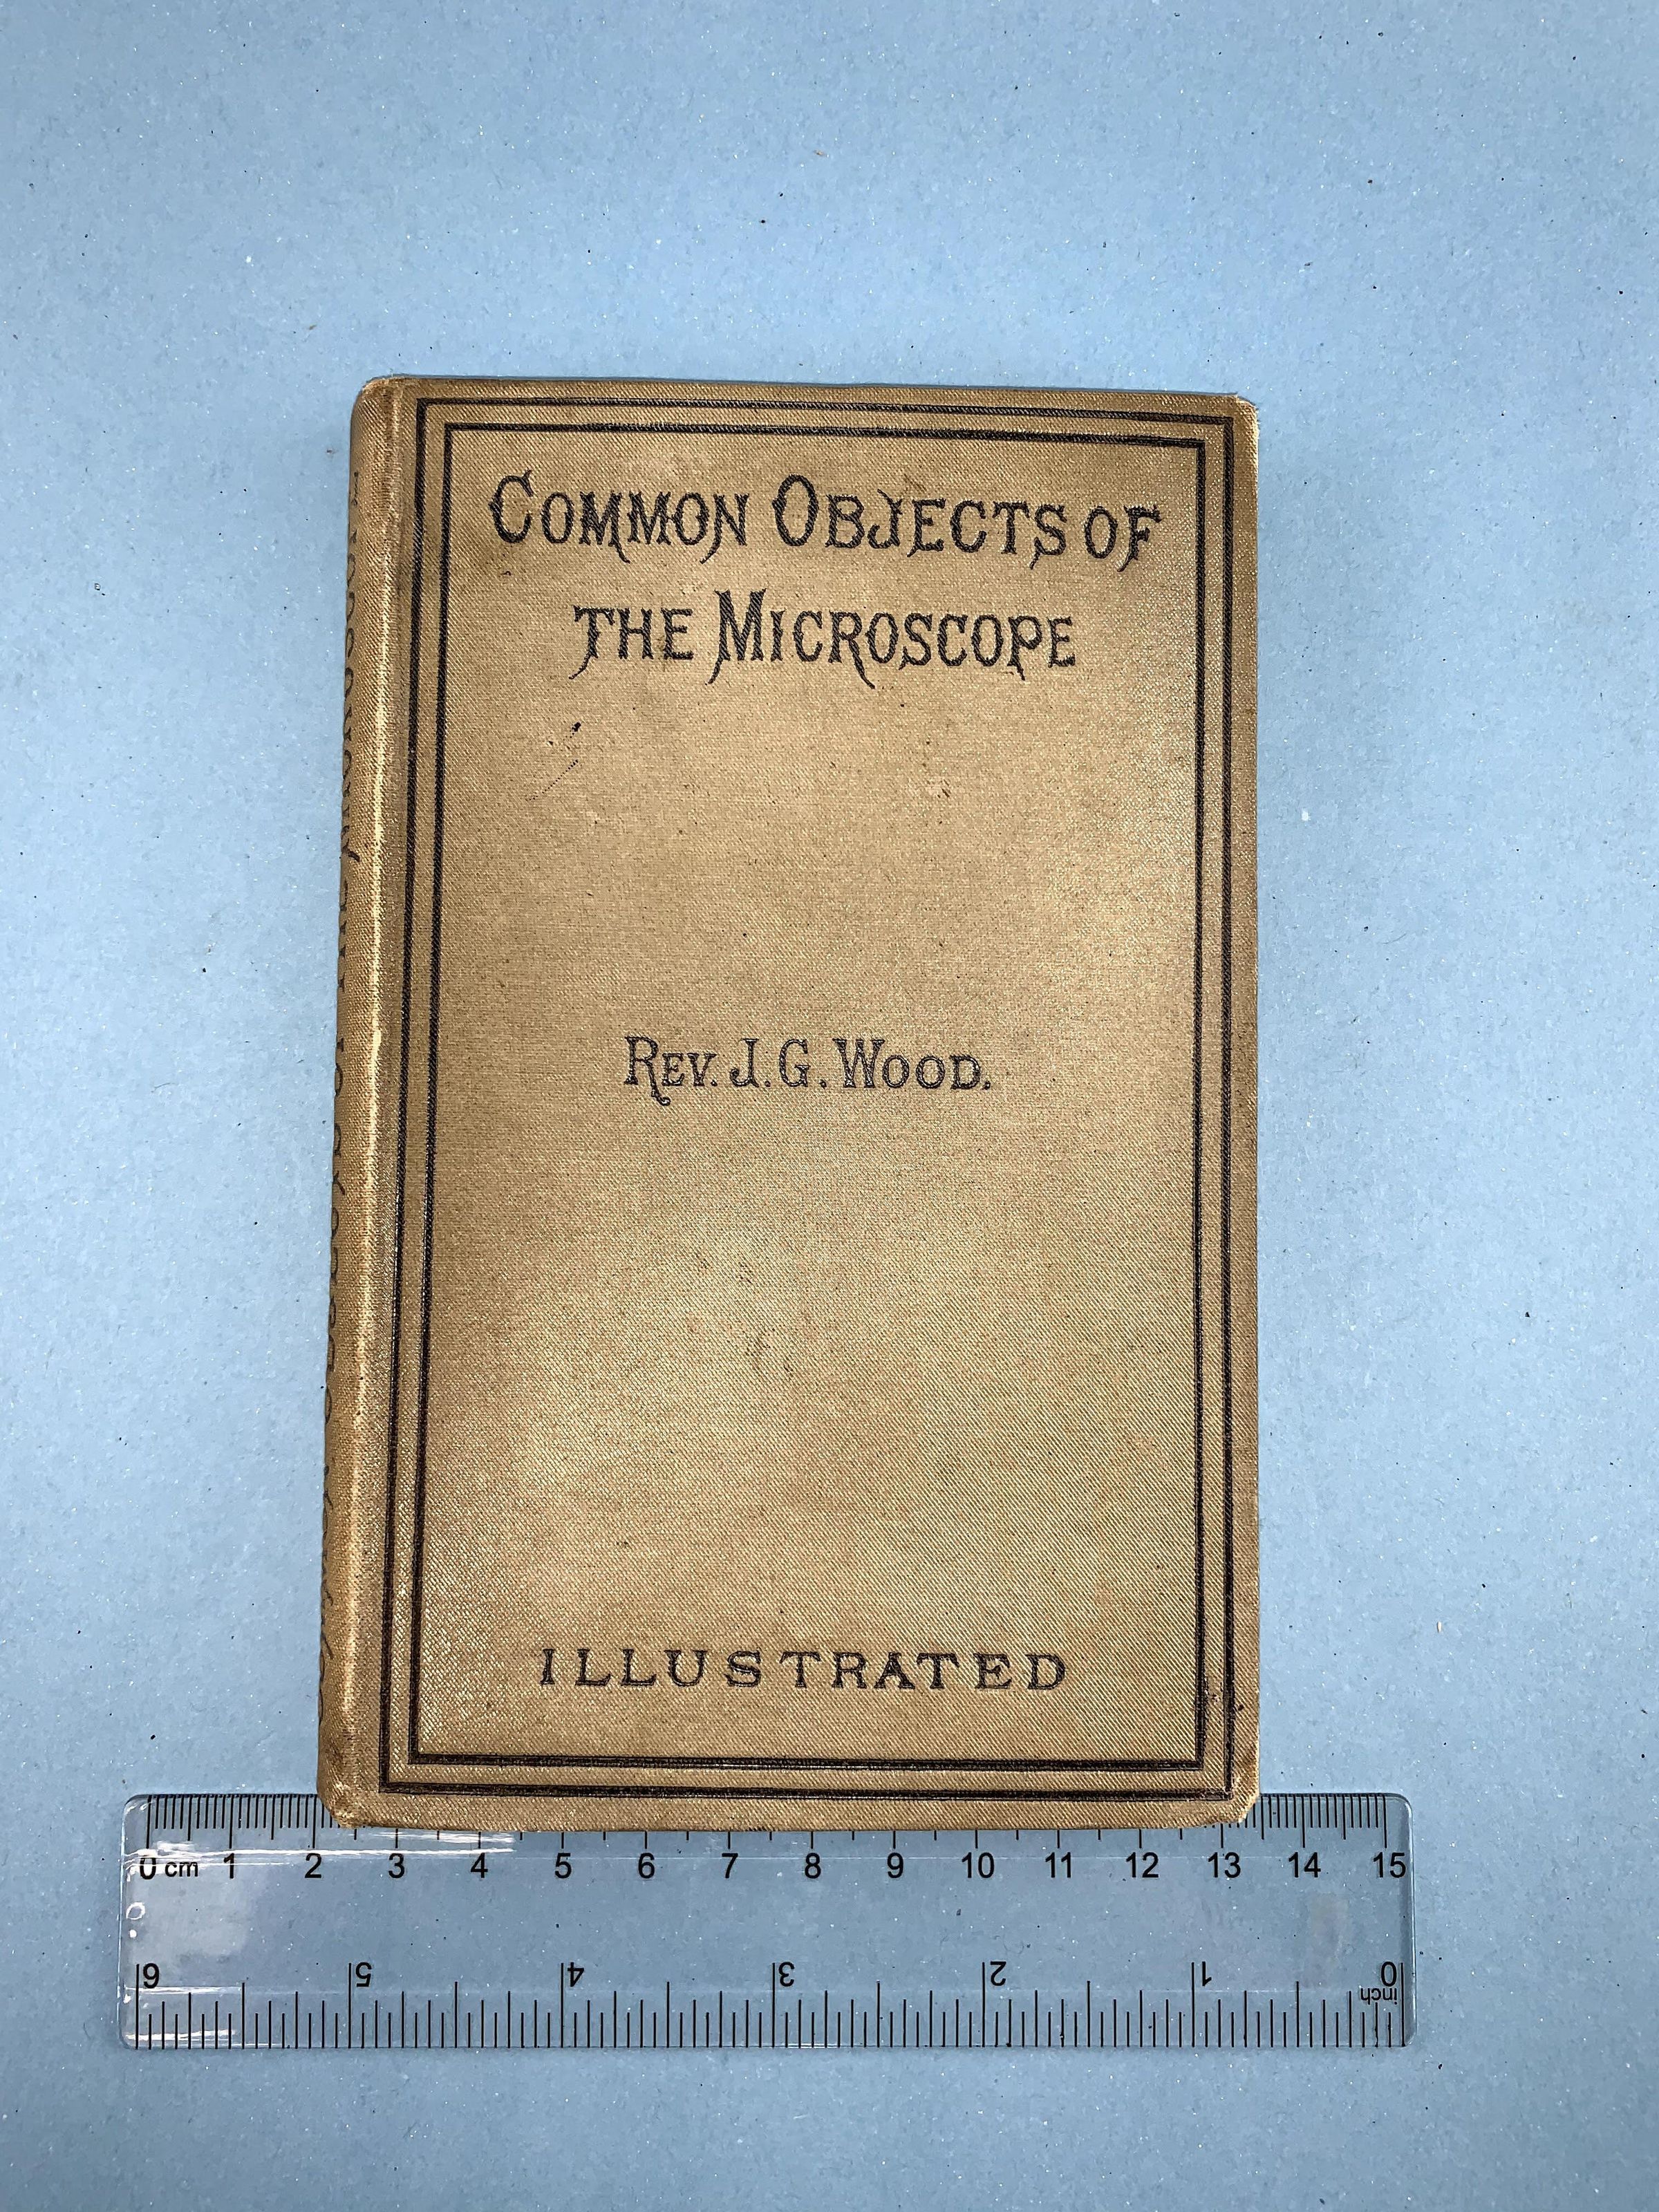 COMMON OBJECTS OF
THE MICROSCOPE
REV. J. G. WOOD.
ILLUSTRATED
0 cm 1 2 3 4 5 6 7 8 9 10 11 12 13 14 15
0 inch 1 2 3 4 5 6